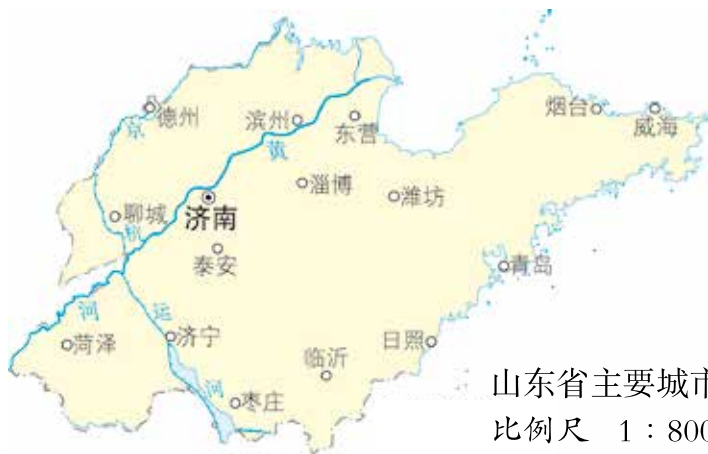 烟台
威海
德州
滨州
东营
京
黄
淄博
潍坊
聊城
济南
杭
泰安
青岛
河
运
济宁
菏泽
日照
临沂
河
枣庄
山东省主要城市
比例尺 1：800